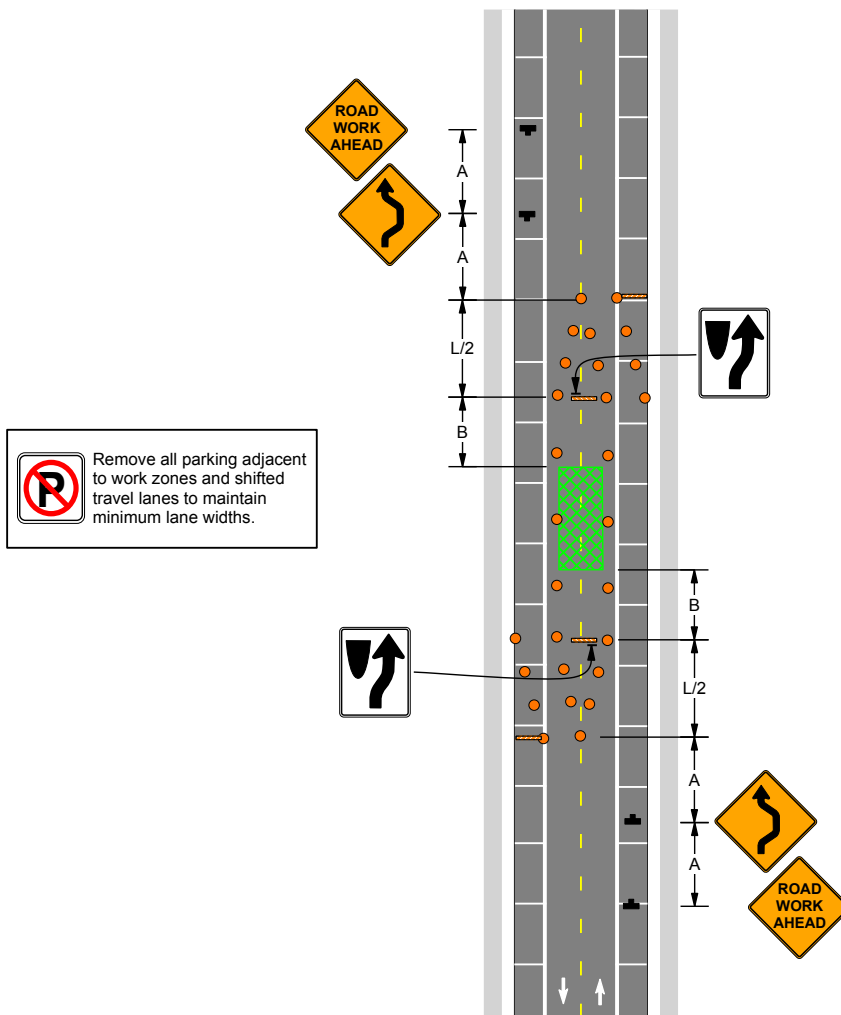 ROAD
WORK
AHEAD
A
A
L/2
B
P
Remove all parking adjacent
to work zones and shifted
travel lanes to maintain
minimum lane widths.
B
L/2
A
A
ROAD
WORK
AHEAD